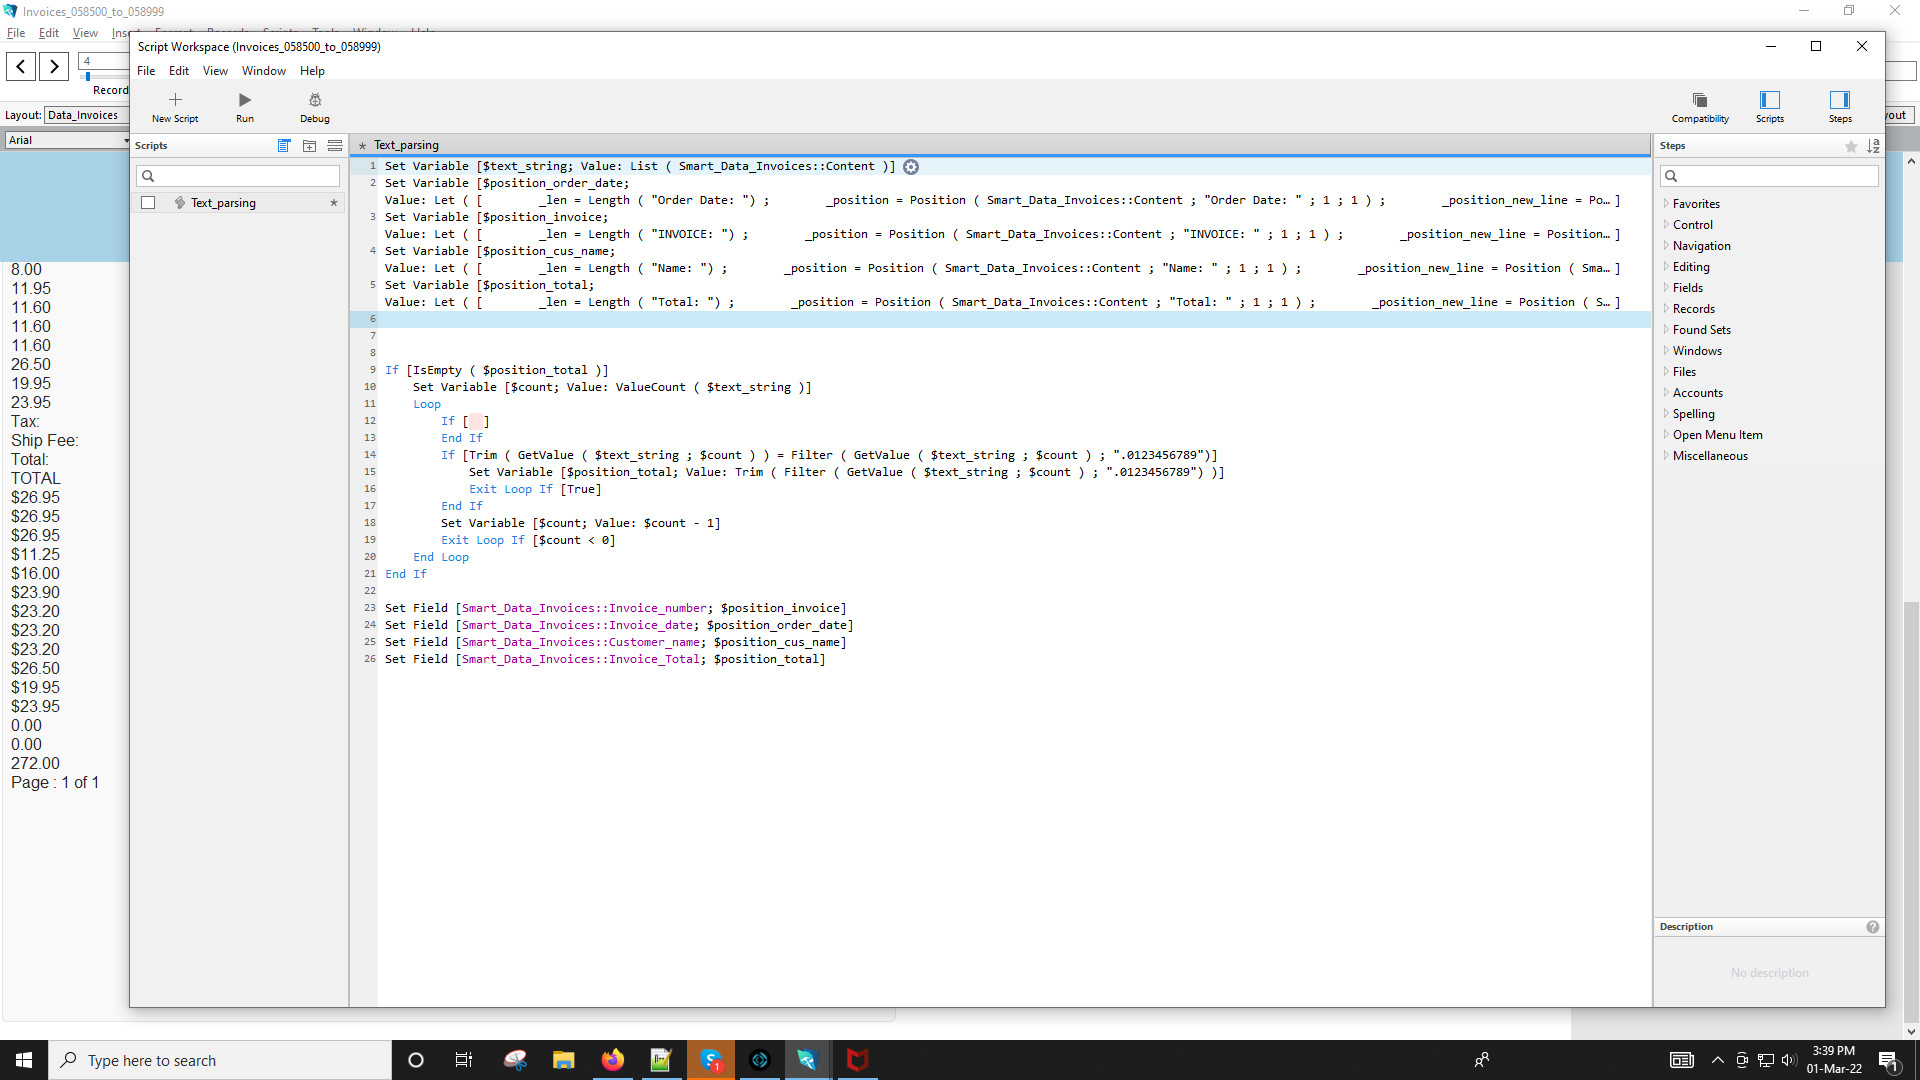 Invoices_058500_to_058999
File Edit View
4
Record
Layout: Data_Invoices
Arial
8.00
11.95
11.60
11.60
11.60
26.50
19.95
23.95
Tax:
Ship Fee:
Total:
TOTAL
$26.95
$26.95
$26.95
$11.25
$16.00
$23.90
$23.20
$23.20
$23.20
$26.50
$19.95
$23.95
0.00
0.00
272.00
Page : 1 of 1
Script Workspace (Invoices_058500_to_058999)
File Edit View Window Help
New Script Run Debug Compatibility Scripts Steps
Scripts
Text_parsing *
* Text_parsing
1 Set Variable [$text_string; Value: List ( Smart_Data_Invoices::Content )]
2 Set Variable [$position_order_date;
Value: Let ( [ _len = Length ( "Order Date: ") ; _position = Position ( Smart_Data_Invoices::Content ; "Order Date: " ; 1 ; 1 ) ; _position_new_line = Po… ]
3 Set Variable [$position_invoice;
Value: Let ( [ _len = Length ( "INVOICE: ") ; _position = Position ( Smart_Data_Invoices::Content ; "INVOICE: " ; 1 ; 1 ) ; _position_new_line = Position… ]
4 Set Variable [$position_cus_name;
Value: Let ( [ _len = Length ( "Name: ") ; _position = Position ( Smart_Data_Invoices::Content ; "Name: " ; 1 ; 1 ) ; _position_new_line = Position ( Sma… ]
5 Set Variable [$position_total;
Value: Let ( [ _len = Length ( "Total: ") ; _position = Position ( Smart_Data_Invoices::Content ; "Total: " ; 1 ; 1 ) ; _position_new_line = Position ( S… ]
6
7
8
9 If [IsEmpty ( $position_total )]
10 Set Variable [$count; Value: ValueCount ( $text_string )]
11 Loop
12 If [ ]
13 End If
14 If [Trim ( GetValue ( $text_string ; $count ) ) = Filter ( GetValue ( $text_string ; $count ) ; ".0123456789")]
15 Set Variable [$position_total; Value: Trim ( Filter ( GetValue ( $text_string ; $count ) ; ".0123456789") )]
16 Exit Loop If [True]
17 End If
18 Set Variable [$count; Value: $count - 1]
19 Exit Loop If [$count < 0]
20 End Loop
21 End If
22
23 Set Field [Smart_Data_Invoices::Invoice_number; $position_invoice]
24 Set Field [Smart_Data_Invoices::Invoice_date; $position_order_date]
25 Set Field [Smart_Data_Invoices::Customer_name; $position_cus_name]
26 Set Field [Smart_Data_Invoices::Invoice_Total; $position_total]
Steps
Favorites
Control
Navigation
Editing
Fields
Records
Found Sets
Windows
Files
Accounts
Spelling
Open Menu Item
Miscellaneous
Description
No description
Type here to search
1
3:39 PM
01-Mar-22
1